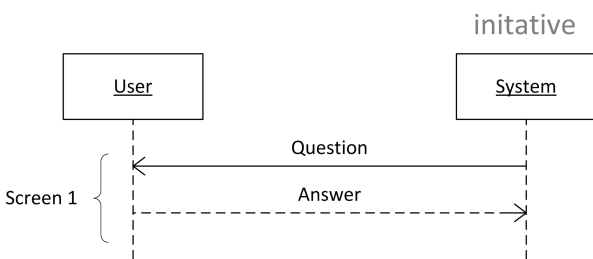 initative
User
System
Question
Answer
Screen 1